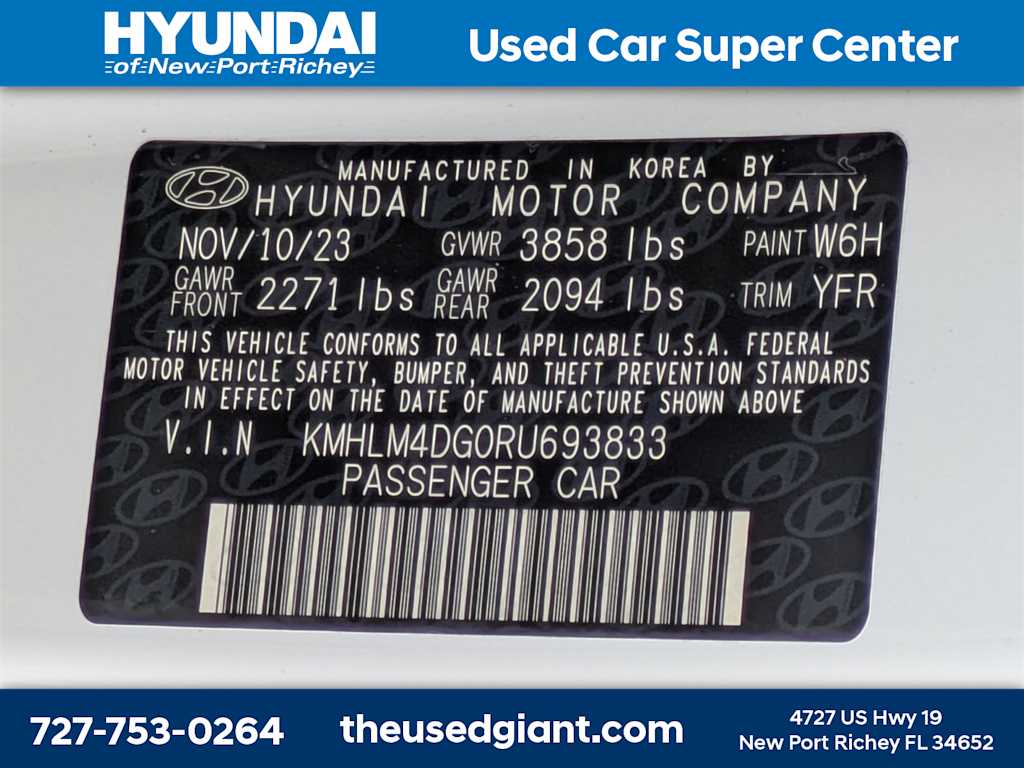 HYUNDAI
of New Port Richey
Used Car Super Center
MANUFACTURED IN KOREA BY
HYUNDAI MOTOR COMPANY
NOV/10/23 GVWR 3858 lbs PAINT W6H
GAWR FRONT 2271 lbs GAWR REAR 2094 lbs TRIM YFR
THIS VEHICLE CONFORMS TO ALL APPLICABLE U.S.A. FEDERAL
MOTOR VEHICLE SAFETY, BUMPER, AND THEFT PREVENTION STANDARDS
IN EFFECT ON THE DATE OF MANUFACTURE SHOWN ABOVE
V.I.N KMHLM4DG0RU693833
PASSENGER CAR
727-753-0264
theusedgiant.com
4727 US Hwy 19
New Port Richey FL 34652